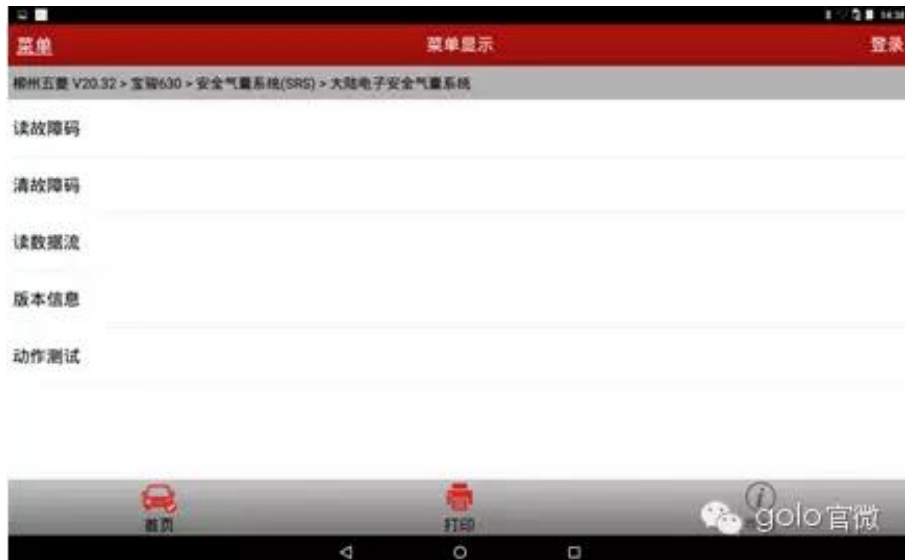 14:38
菜单
菜单显示
登录
柳州五菱 V20.32 > 宝骏630 > 安全气囊系统(SRS) > 大陆电子安全气囊系统
读故障码
清故障码
读数据流
版本信息
动作测试
首页
打印
golo官微